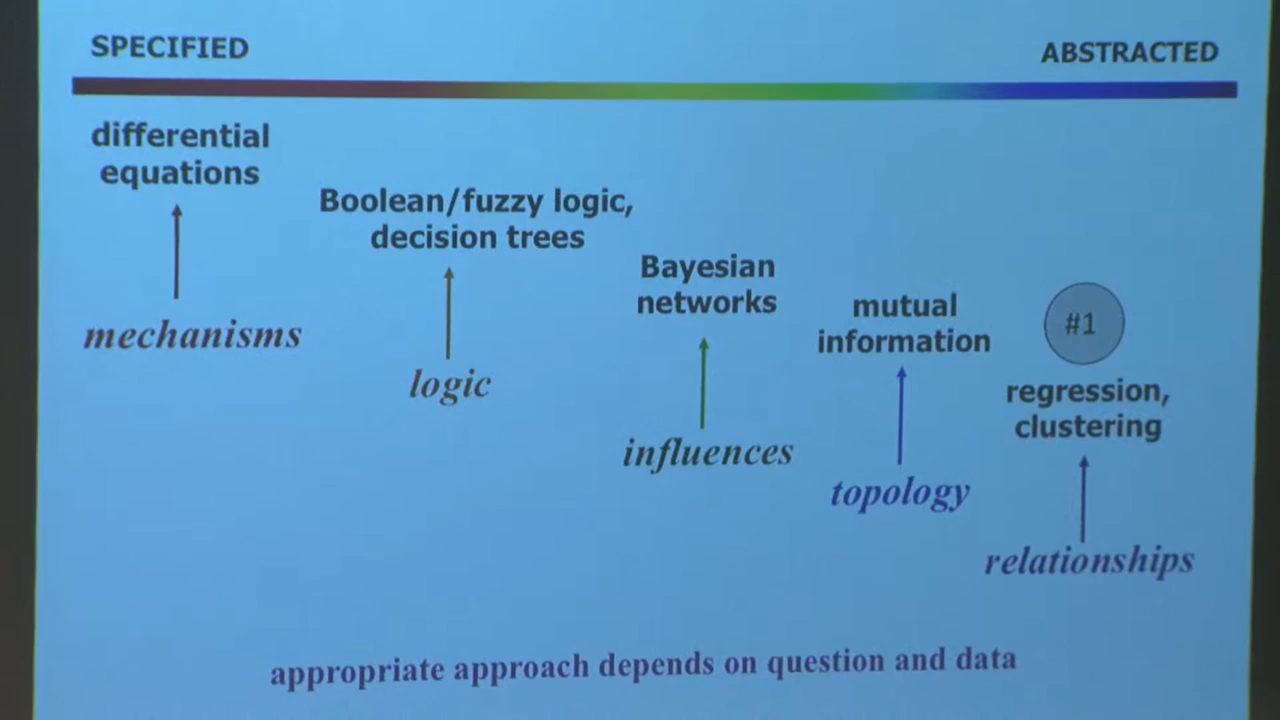 SPECIFIED
ABSTRACTED
differential
equations
mechanisms
Boolean/fuzzy logic,
decision trees
logic
Bayesian
networks
influences
mutual
information
topology
#1
regression,
clustering
relationships
appropriate approach depends on question and data